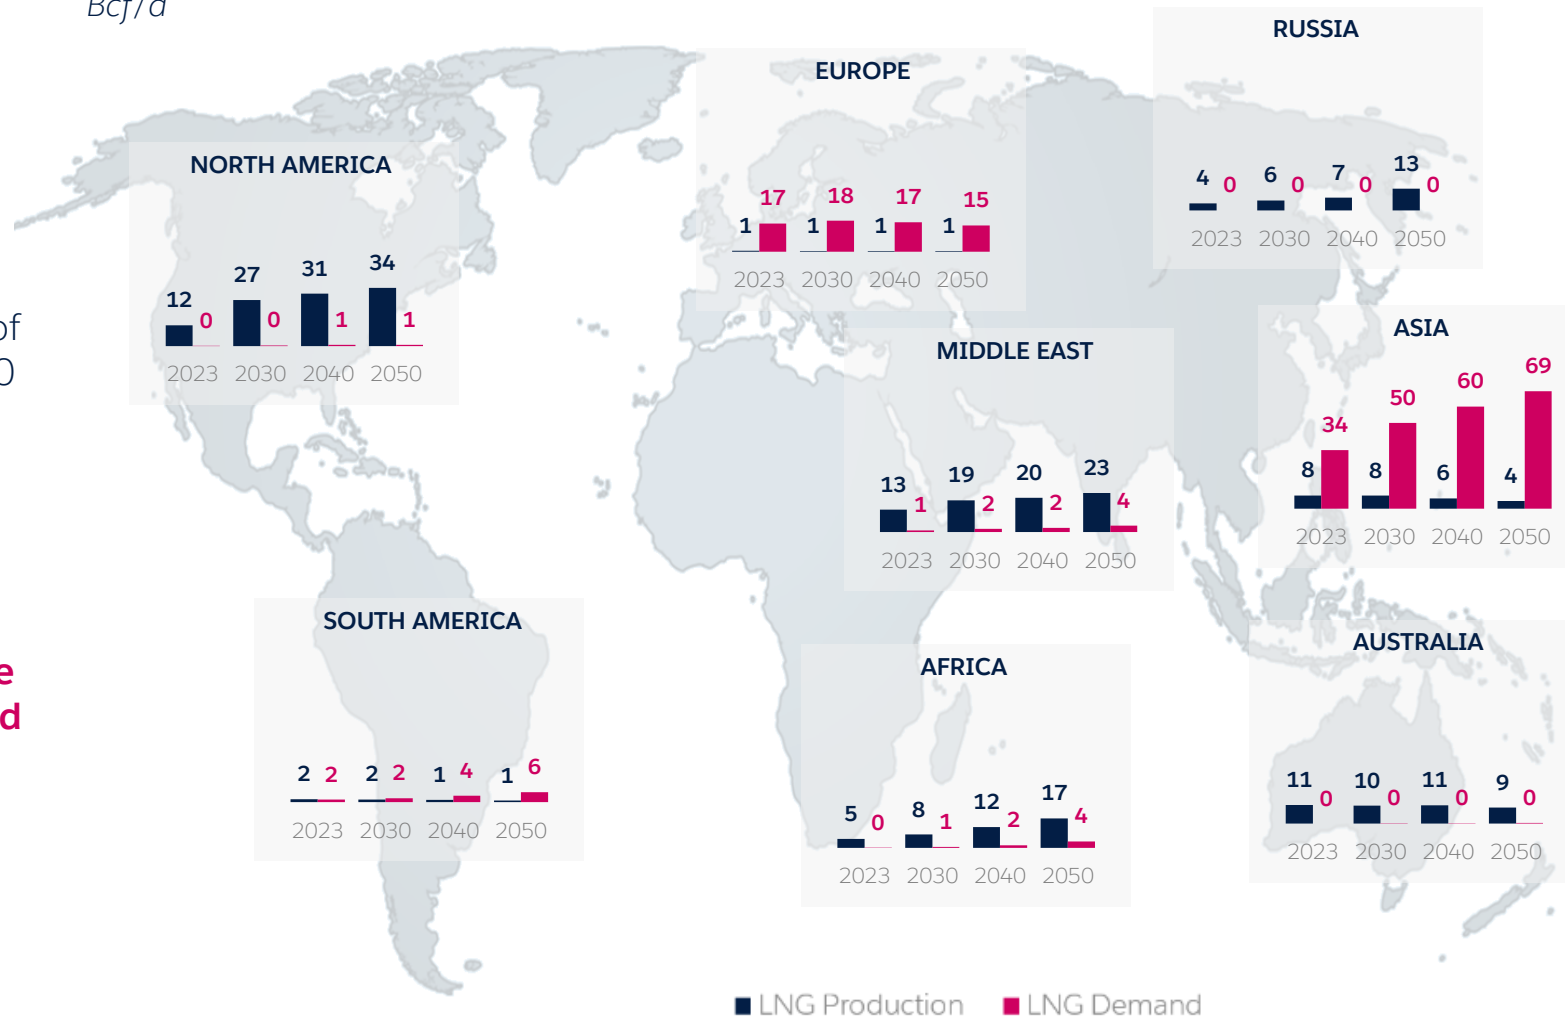 Bcf/d
RUSSIA
4 0 6 0 7 0 13 0
2023 2030 2040 2050
EUROPE
1 17 1 18 1 17 1 15
2023 2030 2040 2050
NORTH AMERICA
12 0 27 0 31 1 34 1
2023 2030 2040 2050
of
0
ASIA
8 34 8 50 6 60 4 69
2023 2030 2040 2050
MIDDLE EAST
13 1 19 2 20 2 23 4
2023 2030 2040 2050
SOUTH AMERICA
2 2 2 2 1 4 1 6
2023 2030 2040 2050
e
d
AFRICA
5 0 8 1 12 2 17 4
2023 2030 2040 2050
AUSTRALIA
11 0 10 0 11 0 9 0
2023 2030 2040 2050
LNG Production LNG Demand